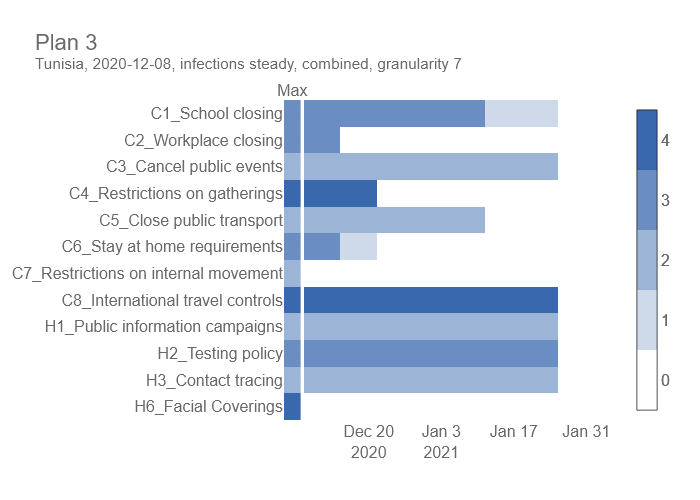 Plan 3
Tunisia, 2020-12-08, infections steady, combined, granularity 7
Max
C1_School closing
C2_Workplace closing
C3_Cancel public events
C4_Restrictions on gatherings
C5_Close public transport
C6_Stay at home requirements
C7_Restrictions on internal movement
C8_International travel controls
H1_Public information campaigns
H2_Testing policy
H3_Contact tracing
H6_Facial Coverings
Dec 20 Jan 3 Jan 17 Jan 31
2020 2021
4
3
2
1
0